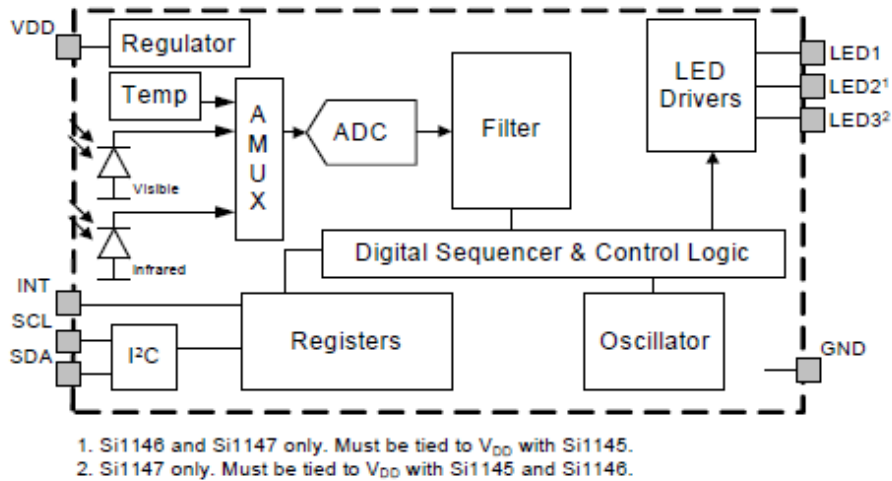 VDD
Regulator
Temp
Visible
Infrared
AMUX
ADC
Filter
LED
Drivers
LED1
LED2¹
LED3²
Digital Sequencer & Control Logic
INT
SCL
SDA
I²C
Registers
Oscillator
GND
1. Si1146 and Si1147 only. Must be tied to VDD with Si1145.
2. Si1147 only. Must be tied to VDD with Si1145 and Si1146.